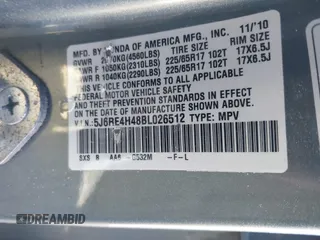 MFD. BY HONDA OF AMERICA MFG., INC. 11/'10
GVWR 2070KG(4560LBS) TIRE SIZE RIM SIZE
GAWR F 1050KG(2310LBS) 225/65R17 102T 17X6.5J
GAWR R 1040KG(2290LBS) 225/65R17 102T 17X6.5J
THIS VEHICLE CONFORMS TO ALL APPLICABLE
FEDERAL MOTOR VEHICLE SAFETY AND
THEFT PREVENTION STANDARDS IN EFFECT ON
THE DATE OF MANUFACTURE SHOWN ABOVE.
V.I.N.:5J6RE4H48BL026512 TYPE: MPV
SXS R AA6 -F-L
© BIDAMBID